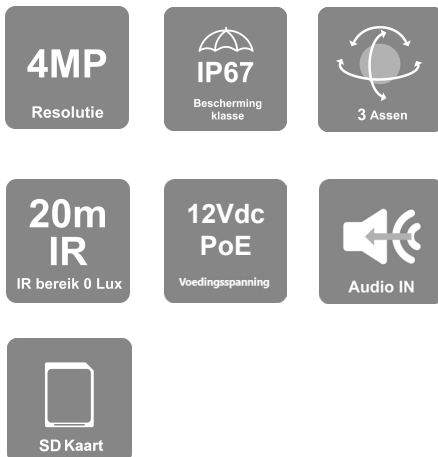 4MP
Resolutie
IP67
Bescherming
klasse
3 Assen
20m
IR
IR bereik 0 Lux
12Vdc
PoE
Voedingsspanning
Audio IN
SD Kaart